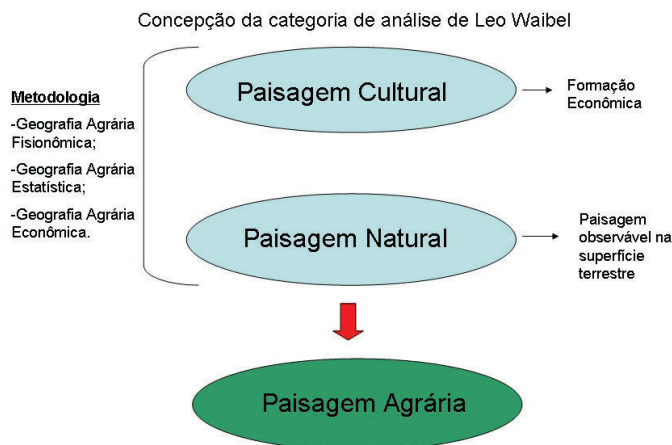 Concepção da categoria de análise de Leo Waibel
Metodologia
-Geografia Agrária
Fisionômica;
-Geografia Agrária
Estatística;
-Geografia Agrária
Econômica.
Paisagem Cultural
Formação
Econômica
Paisagem Natural
Paisagem
observável na
superfície
terrestre
Paisagem Agrária